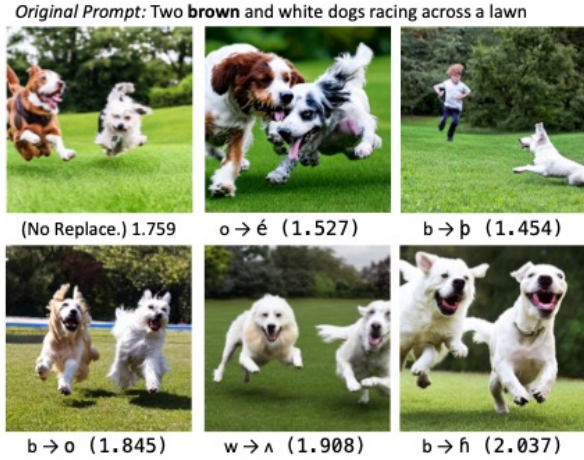 Original Prompt: Two brown and white dogs racing across a lawn
(No Replace.) 1.759
o → é (1.527)
b → þ (1.454)
b → o (1.845)
w → ʌ (1.908)
b → ɦ (2.037)